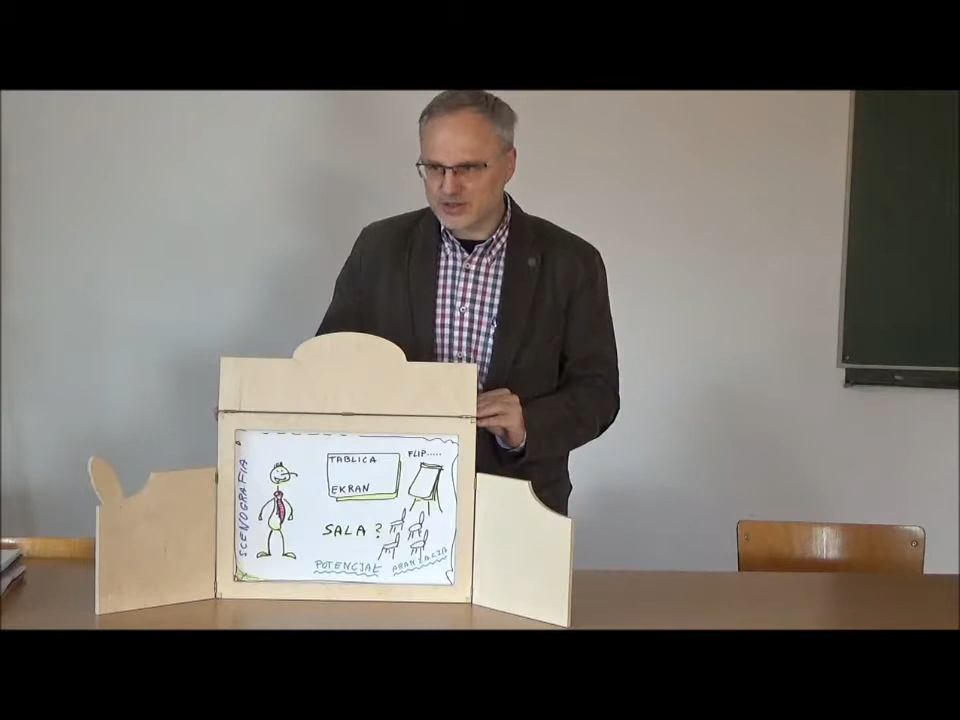 SCENOGRAFIA
TABLICA
EKRAN
FLIP.....
SALA ?
POTENCJAŁ
ARANŻACJA